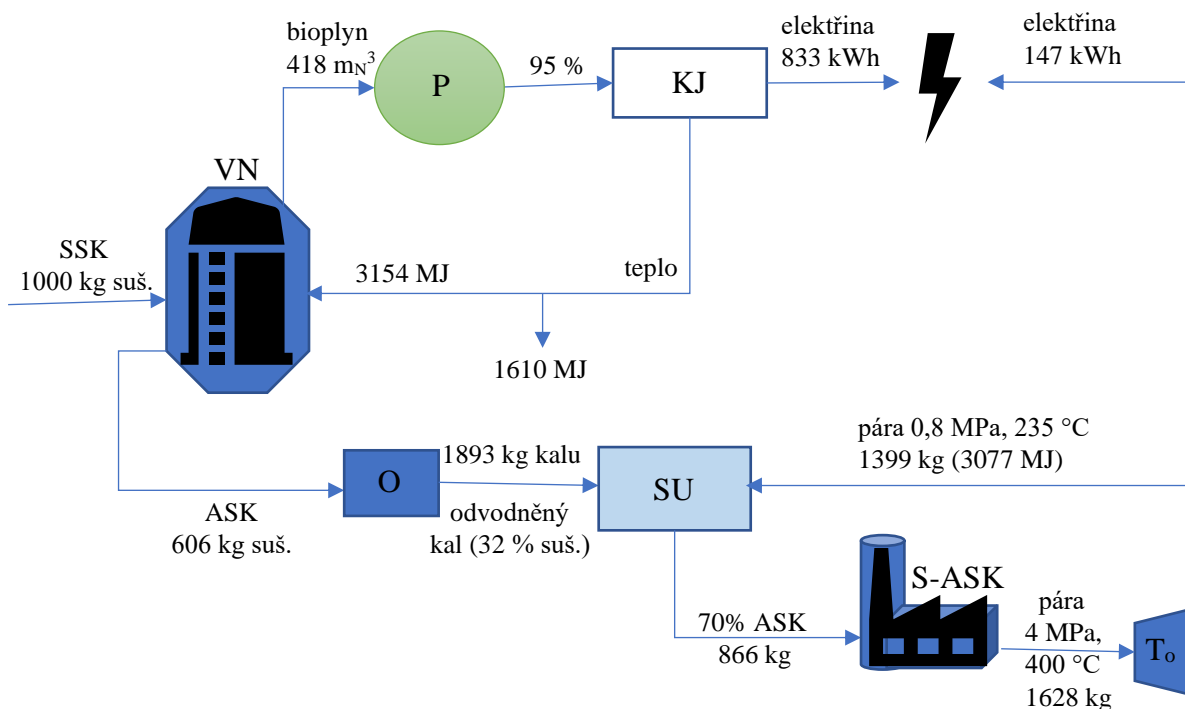 bioplyn
418 mN³
P
95 %
KJ
elektřina
833 kWh
elektřina
147 kWh
VN
SSK
1000 kg suš.
3154 MJ
teplo
1610 MJ
ASK
606 kg suš.
O
1893 kg kalu
odvodněný
kal (32 % suš.)
SU
pára 0,8 MPa, 235 °C
1399 kg (3077 MJ)
70% ASK
866 kg
S-ASK
pára
4 MPa,
400 °C
1628 kg
To